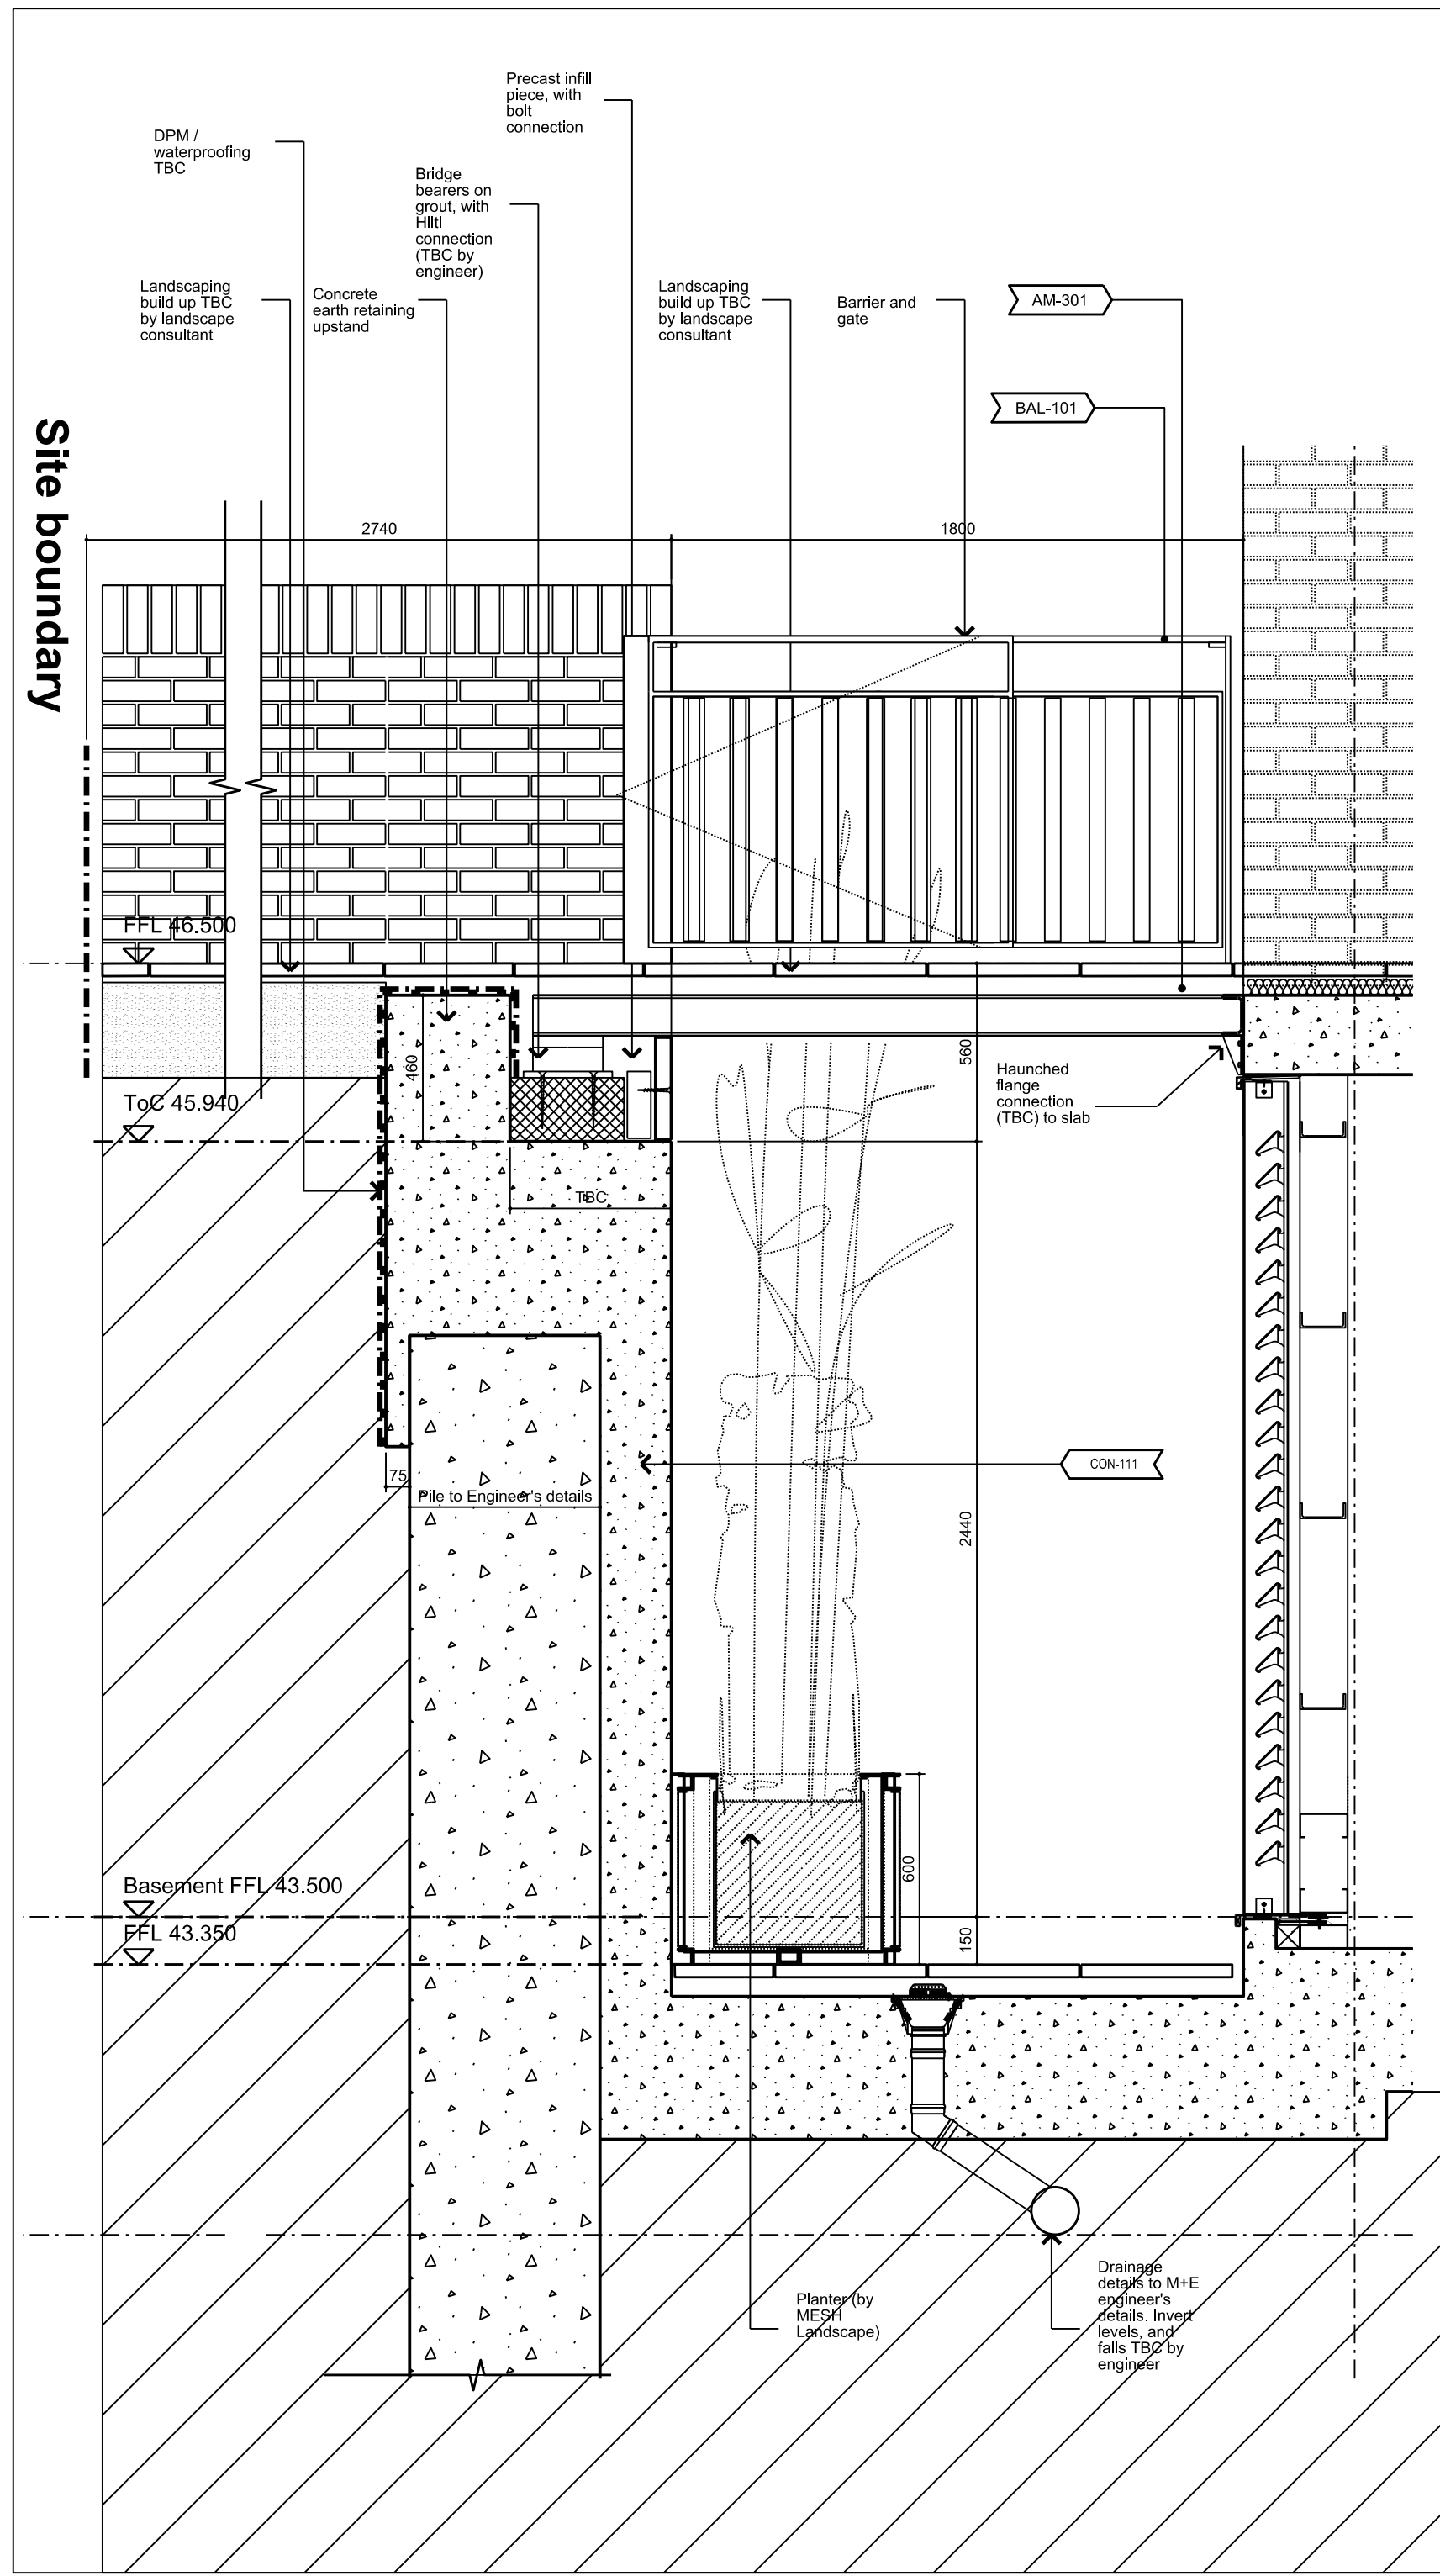 Precast infill
piece, with
bolt
connection
DPM /
waterproofing
TBC
Bridge
bearers on
grout, with
Hilti
connection
(TBC by
engineer)
Landscaping
build up TBC
by landscape
consultant
Concrete
earth retaining
upstand
Landscaping
build up TBC
by landscape
consultant
Barrier and
gate
AM-301
BAL-101
Site boundary
2740
1800
FFL 46.500
460
560
Haunched
flange
connection
(TBC) to slab
ToC 45.940
TBC
CON-111
75
Pile to Engineer's details
2440
600
Basement FFL 43.500
FFL 43.350
150
Planter (by
MESH
Landscape)
Drainage
details to M+E
engineer's
details. Invert
levels, and
falls TBC by
engineer